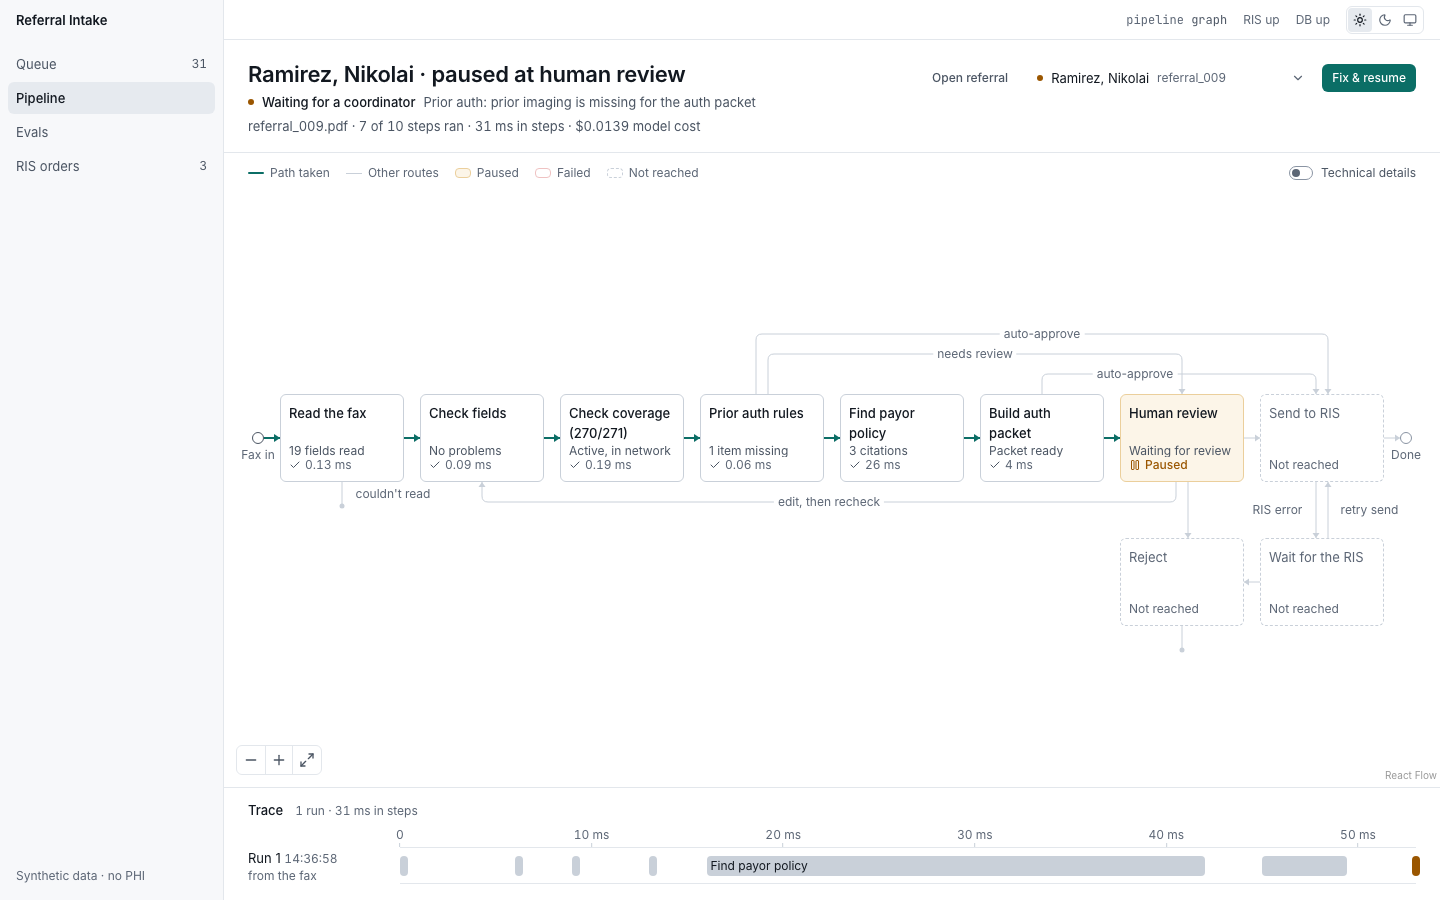 Referral Intake
pipeline graph
RIS up
DB up
Queue 31
Pipeline
Evals
RIS orders 3
Ramirez, Nikolai · paused at human review
Open referral
Ramirez, Nikolai referral_009
Fix & resume
Waiting for a coordinator Prior auth: prior imaging is missing for the auth packet
referral_009.pdf · 7 of 10 steps ran · 31 ms in steps · $0.0139 model cost
Path taken
Other routes
Paused
Failed
Not reached
Technical details
auto-approve
needs review
auto-approve
Fax in
Read the fax
19 fields read
0.13 ms
Check fields
No problems
0.09 ms
Check coverage
(270/271)
Active, in network
0.19 ms
Prior auth rules
1 item missing
0.06 ms
Find payor
policy
3 citations
26 ms
Build auth
packet
Packet ready
4 ms
Human review
Waiting for review
Paused
Send to RIS
Not reached
Done
couldn't read
edit, then recheck
RIS error
retry send
Reject
Not reached
Wait for the RIS
Not reached
React Flow
Trace 1 run · 31 ms in steps
0 10 ms 20 ms 30 ms 40 ms 50 ms
Run 1 14:36:58
from the fax
Find payor policy
Synthetic data · no PHI